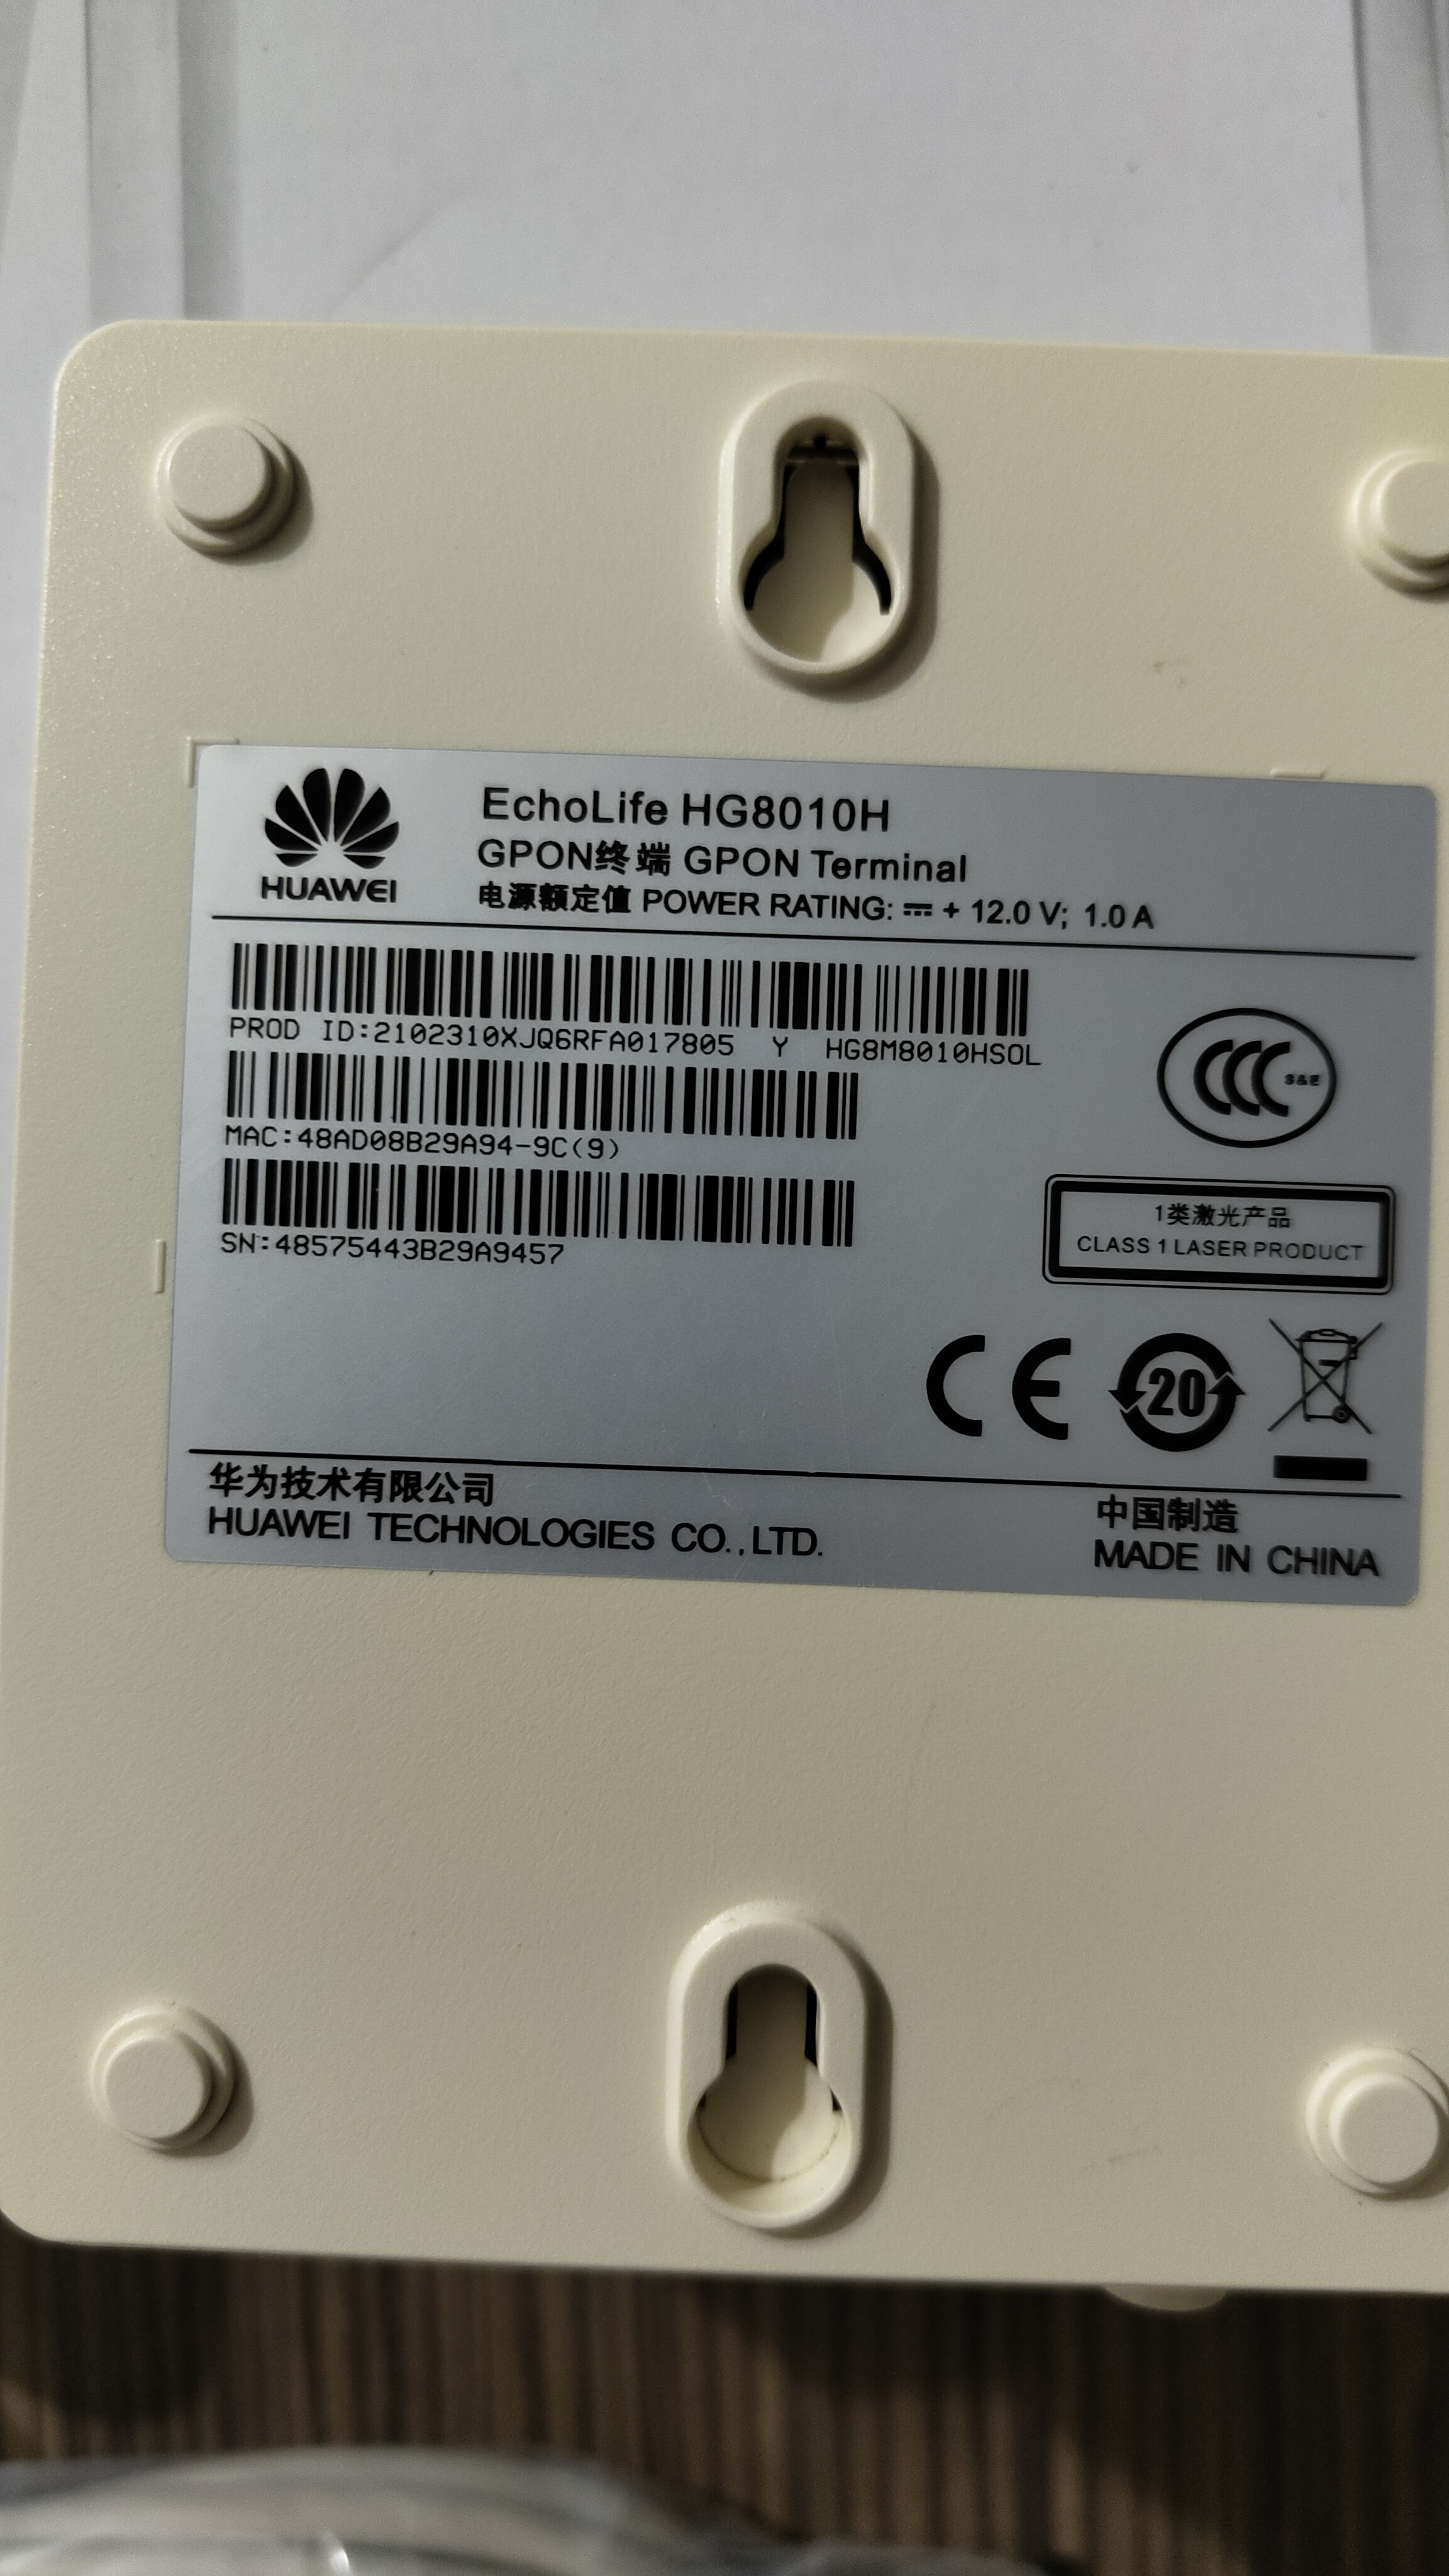 HUAWEI
EchoLife HG8010H
GPON终端 GPON Terminal
电源额定值 POWER RATING: ⎓ + 12.0 V; 1.0 A
PROD ID:2102310XJQ6RFA017805 Y HG8M8010HSOL
MAC:48AD08B29A94-9C(9)
SN:48575443B29A9457
CCC S&E
1类激光产品
CLASS 1 LASER PRODUCT
CE 20
华为技术有限公司
HUAWEI TECHNOLOGIES CO.,LTD.
中国制造
MADE IN CHINA